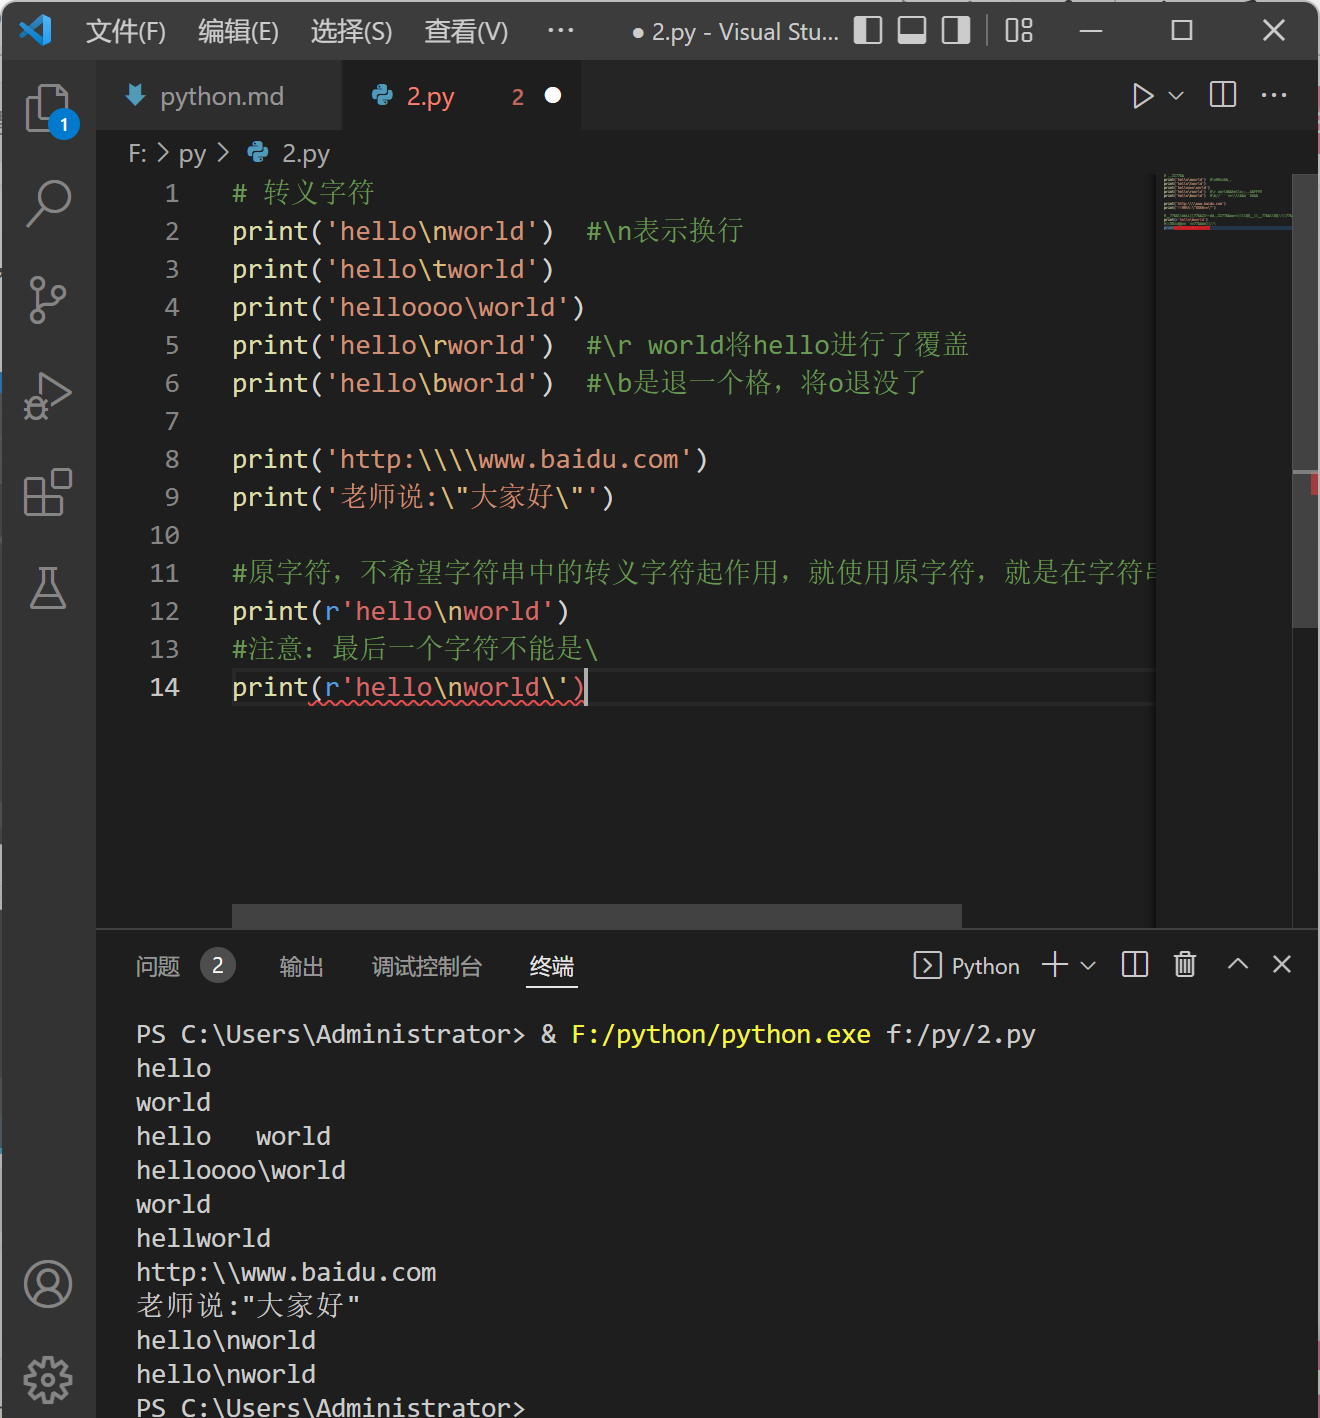 文件(F) 编辑(E) 选择(S) 查看(V) ··· ● 2.py - Visual Stu...
1
python.md 2.py 2
F: > py > 2.py
1 # 转义字符
2 print('hello\nworld')  #\n表示换行
3 print('hello\tworld')
4 print('helloooo\world')
5 print('hello\rworld')  #\r world将hello进行了覆盖
6 print('hello\bworld')  #\b是退一个格，将o退没了
7
8 print('http:\\\\www.baidu.com')
9 print('老师说:\"大家好\"')
10
11 #原字符，不希望字符串中的转义字符起作用，就使用原字符，就是在字符串
12 print(r'hello\nworld')
13 #注意：最后一个字符不能是\
14 print(r'hello\nworld\')
问题 2 输出 调试控制台 终端 Python
PS C:\Users\Administrator> & F:/python/python.exe f:/py/2.py
hello
world
hello   world
helloooo\world
world
hellworld
http:\\www.baidu.com
老师说:"大家好"
hello\nworld
hello\nworld
PS C:\Users\Administrator>